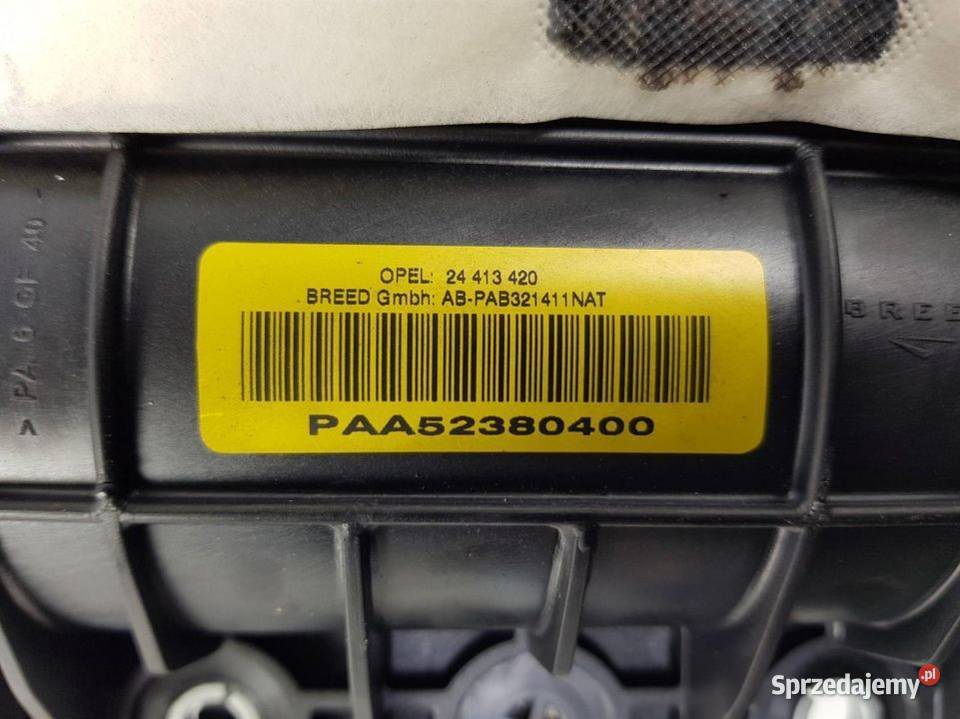 OPEL: 24 413 420
BREED Gmbh: AB-PAB321411NAT
PAA52380400
> PA 6 GF 40 -
BREE
Sprzedajemy.pl